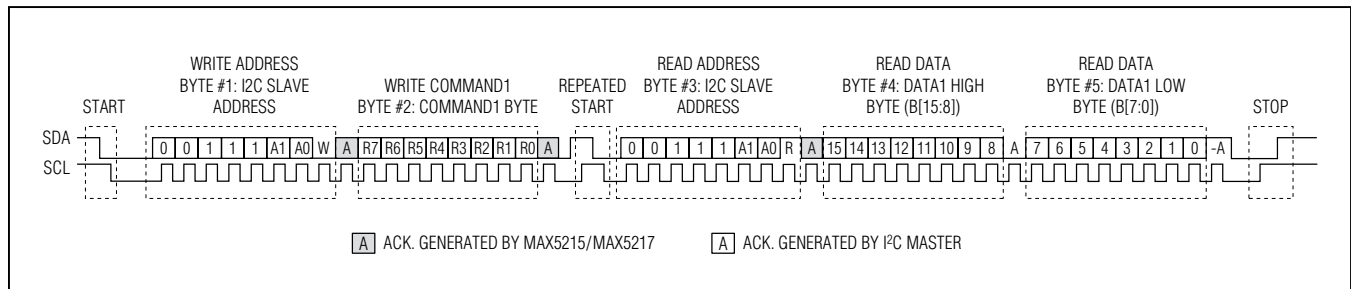 WRITE ADDRESS
BYTE #1: I2C SLAVE
ADDRESS
WRITE COMMAND1
BYTE #2: COMMAND1 BYTE
REPEATED
START
READ ADDRESS
BYTE #3: I2C SLAVE
ADDRESS
READ DATA
BYTE #4: DATA1 HIGH
BYTE (B[15:8])
READ DATA
BYTE #5: DATA1 LOW
BYTE (B[7:0])
START
STOP
SDA
0 0 1 1 1 A1 A0 W A R7 R6 R5 R4 R3 R2 R1 R0 A 0 0 1 1 1 A1 A0 R A 15 14 13 12 11 10 9 8 A 7 6 5 4 3 2 1 0 ~A
SCL
A ACK. GENERATED BY MAX5215/MAX5217
A ACK. GENERATED BY I²C MASTER